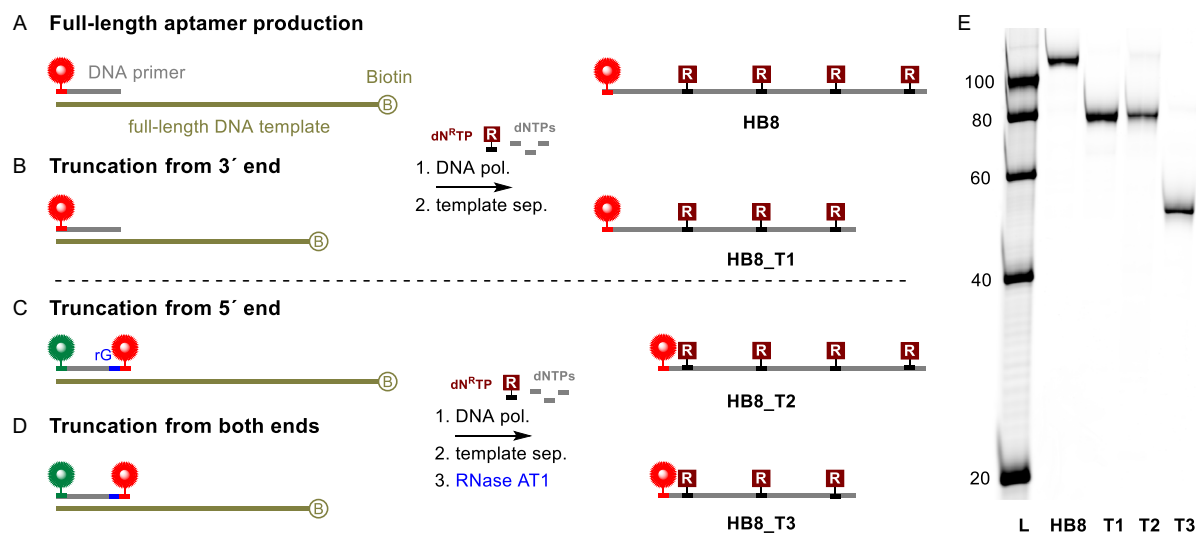 A Full-length aptamer production
DNA primer
Biotin
B
full-length DNA template
R R R R
HB8
dNᴿTP R dNTPs
1. DNA pol.
2. template sep.
B Truncation from 3´ end
B
R R R
HB8_T1
C Truncation from 5´ end
rG
B
R R R R
HB8_T2
dNᴿTP R dNTPs
1. DNA pol.
2. template sep.
3. RNase AT1
D Truncation from both ends
B
R R R
HB8_T3
E
100
80
60
40
20
L HB8 T1 T2 T3